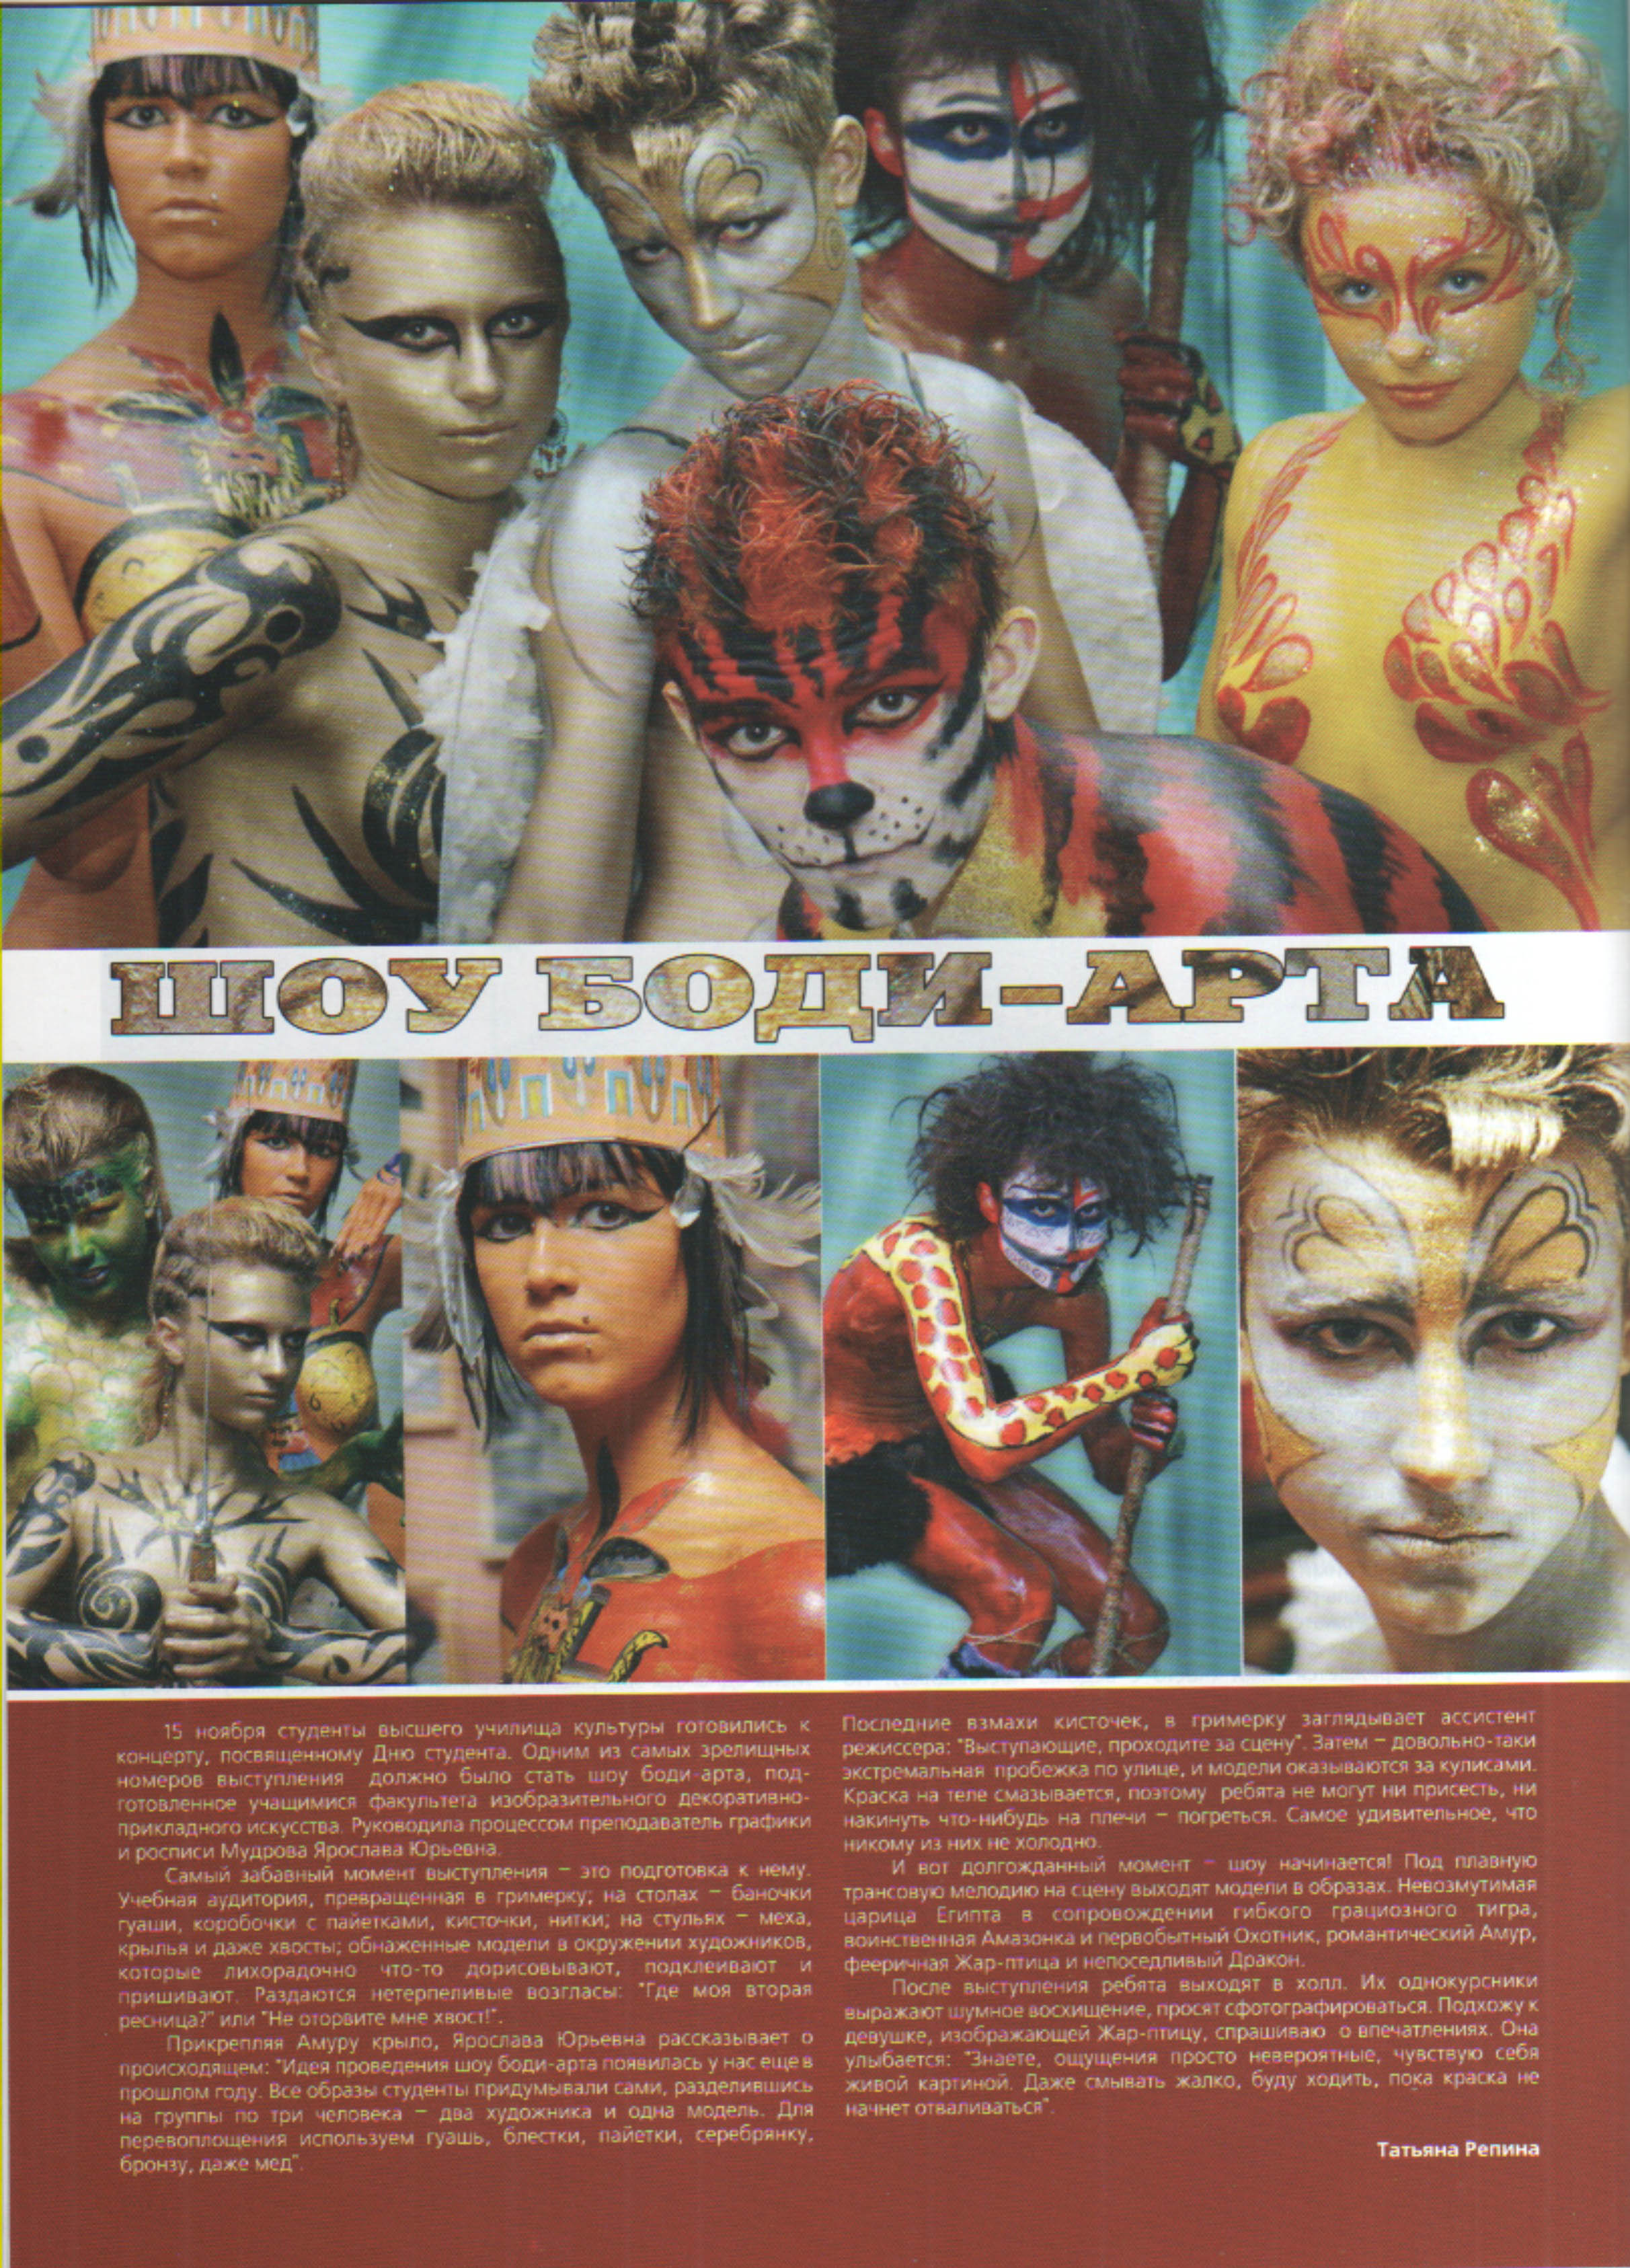 ШОУ БОДИ-АРТА
15 ноября студенты высшего училища культуры готовились к
концерту, посвященному Дню студента. Одним из самых зрелищных
номеров выступления должно было стать шоу боди-арта, под-
готовленное учащимися факультета изобразительного декоративно-
прикладного искусства. Руководила процессом преподаватель графики
и росписи Мудрова Ярослава Юрьевна.
Самый забавный момент выступления – это подготовка к нему.
Учебная аудитория, превращенная в гримерку; на столах – баночки
гуаши, коробочки с пайетками, кисточки, нитки; на стульях – меха,
крылья и даже хвосты; обнаженные модели в окружении художников,
которые лихорадочно что-то дорисовывают, подклеивают и
пришивают. Раздаются нетерпеливые возгласы: "Где моя вторая
ресница?" или "Не оторвите мне хвост!".
Прикрепляя Амуру крыло, Ярослава Юрьевна рассказывает о
происходящем: "Идея проведения шоу боди-арта появилась у нас еще в
прошлом году. Все образы студенты придумывали сами, разделившись
на группы по три человека – два художника и одна модель. Для
перевоплощения используем гуашь, блестки, пайетки, серебрянку,
бронзу, даже мед".
Последние взмахи кисточек, в гримерку заглядывает ассистент
режиссера: "Выступающие, проходите за сцену". Затем – довольно-таки
экстремальная пробежка по улице, и модели оказываются за кулисами.
Краска на теле смазывается, поэтому ребята не могут ни присесть, ни
накинуть что-нибудь на плечи – погреться. Самое удивительное, что
никому из них не холодно.
И вот долгожданный момент – шоу начинается! Под плавную
трансовую мелодию на сцену выходят модели в образах. Невозмутимая
царица Египта в сопровождении гибкого грациозного тигра,
воинственная Амазонка и первобытный Охотник, романтический Амур,
фееричная Жар-птица и непоседливый Дракон.
После выступления ребята выходят в холл. Их однокурсники
выражают шумное восхищение, просят сфотографироваться. Подхожу к
девушке, изображающей Жар-птицу, спрашиваю о впечатлениях. Она
улыбается: "Знаете, ощущения просто невероятные, чувствую себя
живой картиной. Даже смывать жалко, буду ходить, пока краска не
начнет отваливаться".
Татьяна Репина